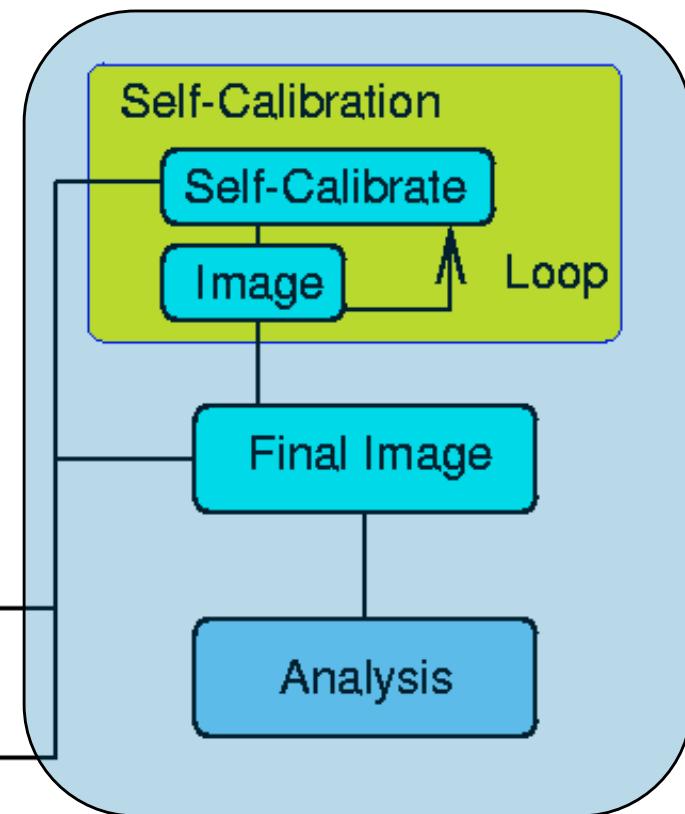 Self-Calibration
Self-Calibrate
Image
Loop
Final Image
Analysis